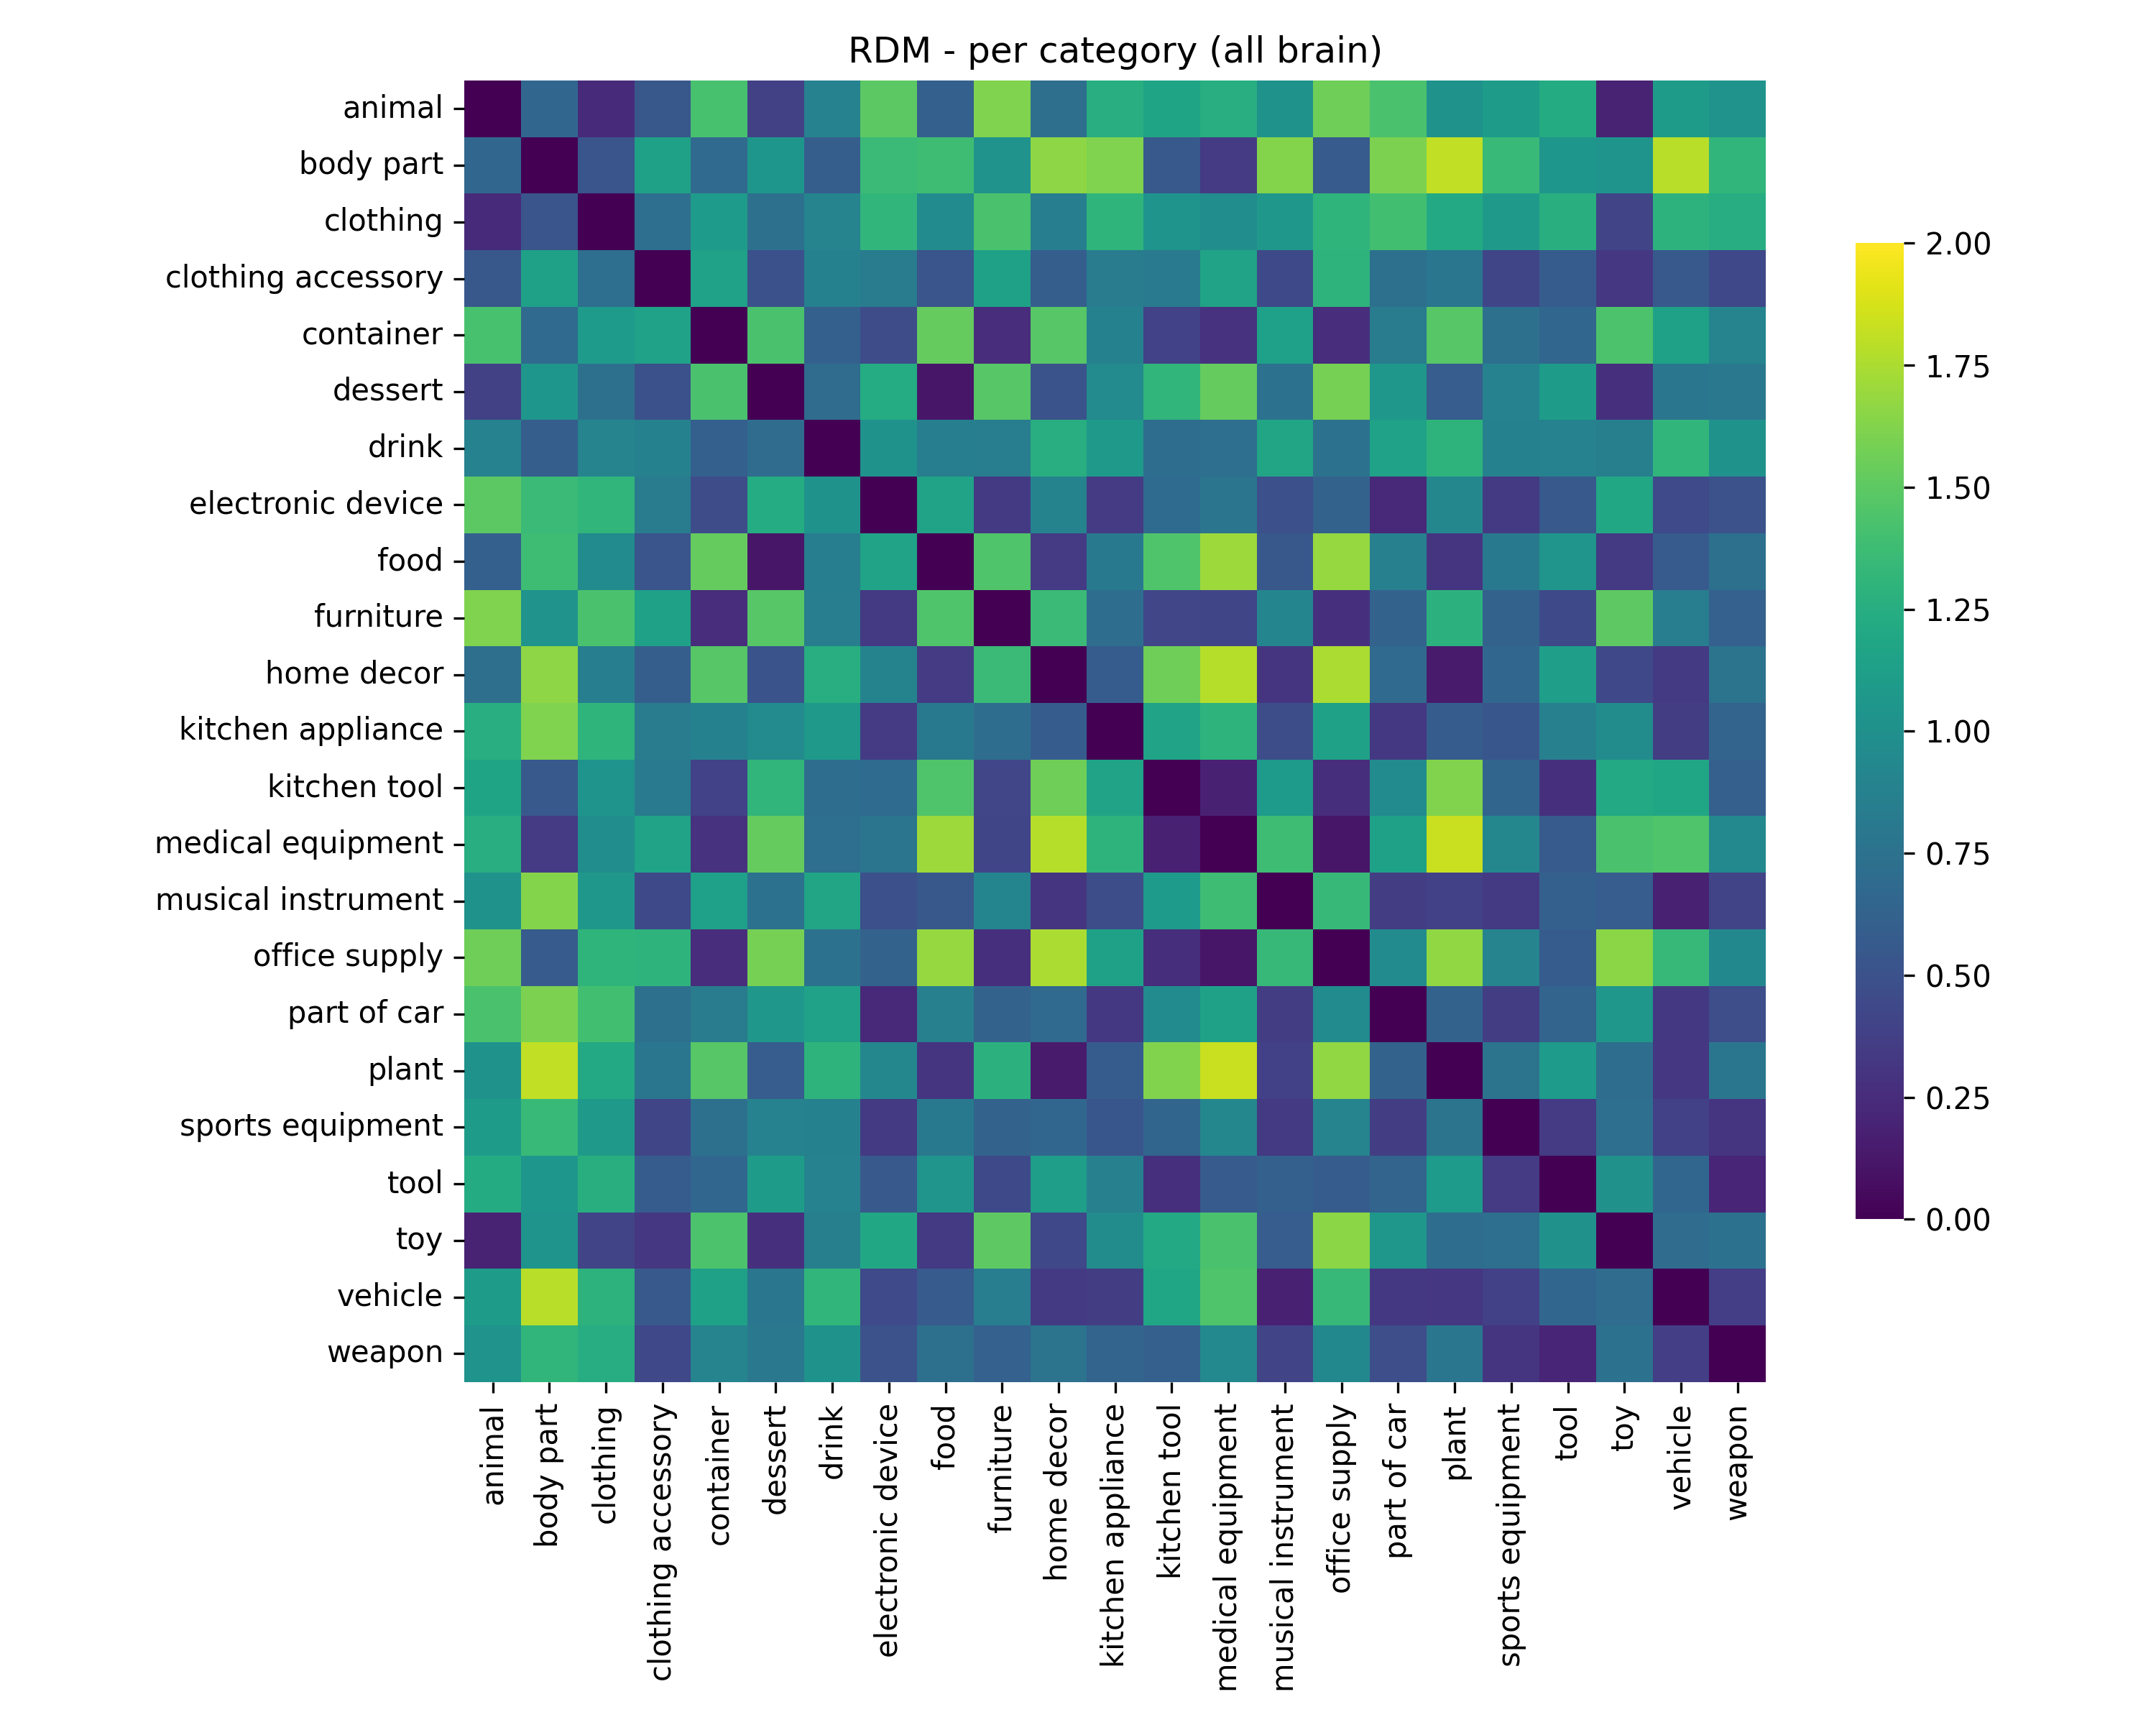 RDM - per category (all brain)
animal
body part
clothing
clothing accessory
container
dessert
drink
electronic device
food
furniture
home decor
kitchen appliance
kitchen tool
medical equipment
musical instrument
office supply
part of car
plant
sports equipment
tool
toy
vehicle
weapon
animal
body part
clothing
clothing accessory
container
dessert
drink
electronic device
food
furniture
home decor
kitchen appliance
kitchen tool
medical equipment
musical instrument
office supply
part of car
plant
sports equipment
tool
toy
vehicle
weapon
2.00
1.75
1.50
1.25
1.00
0.75
0.50
0.25
0.00